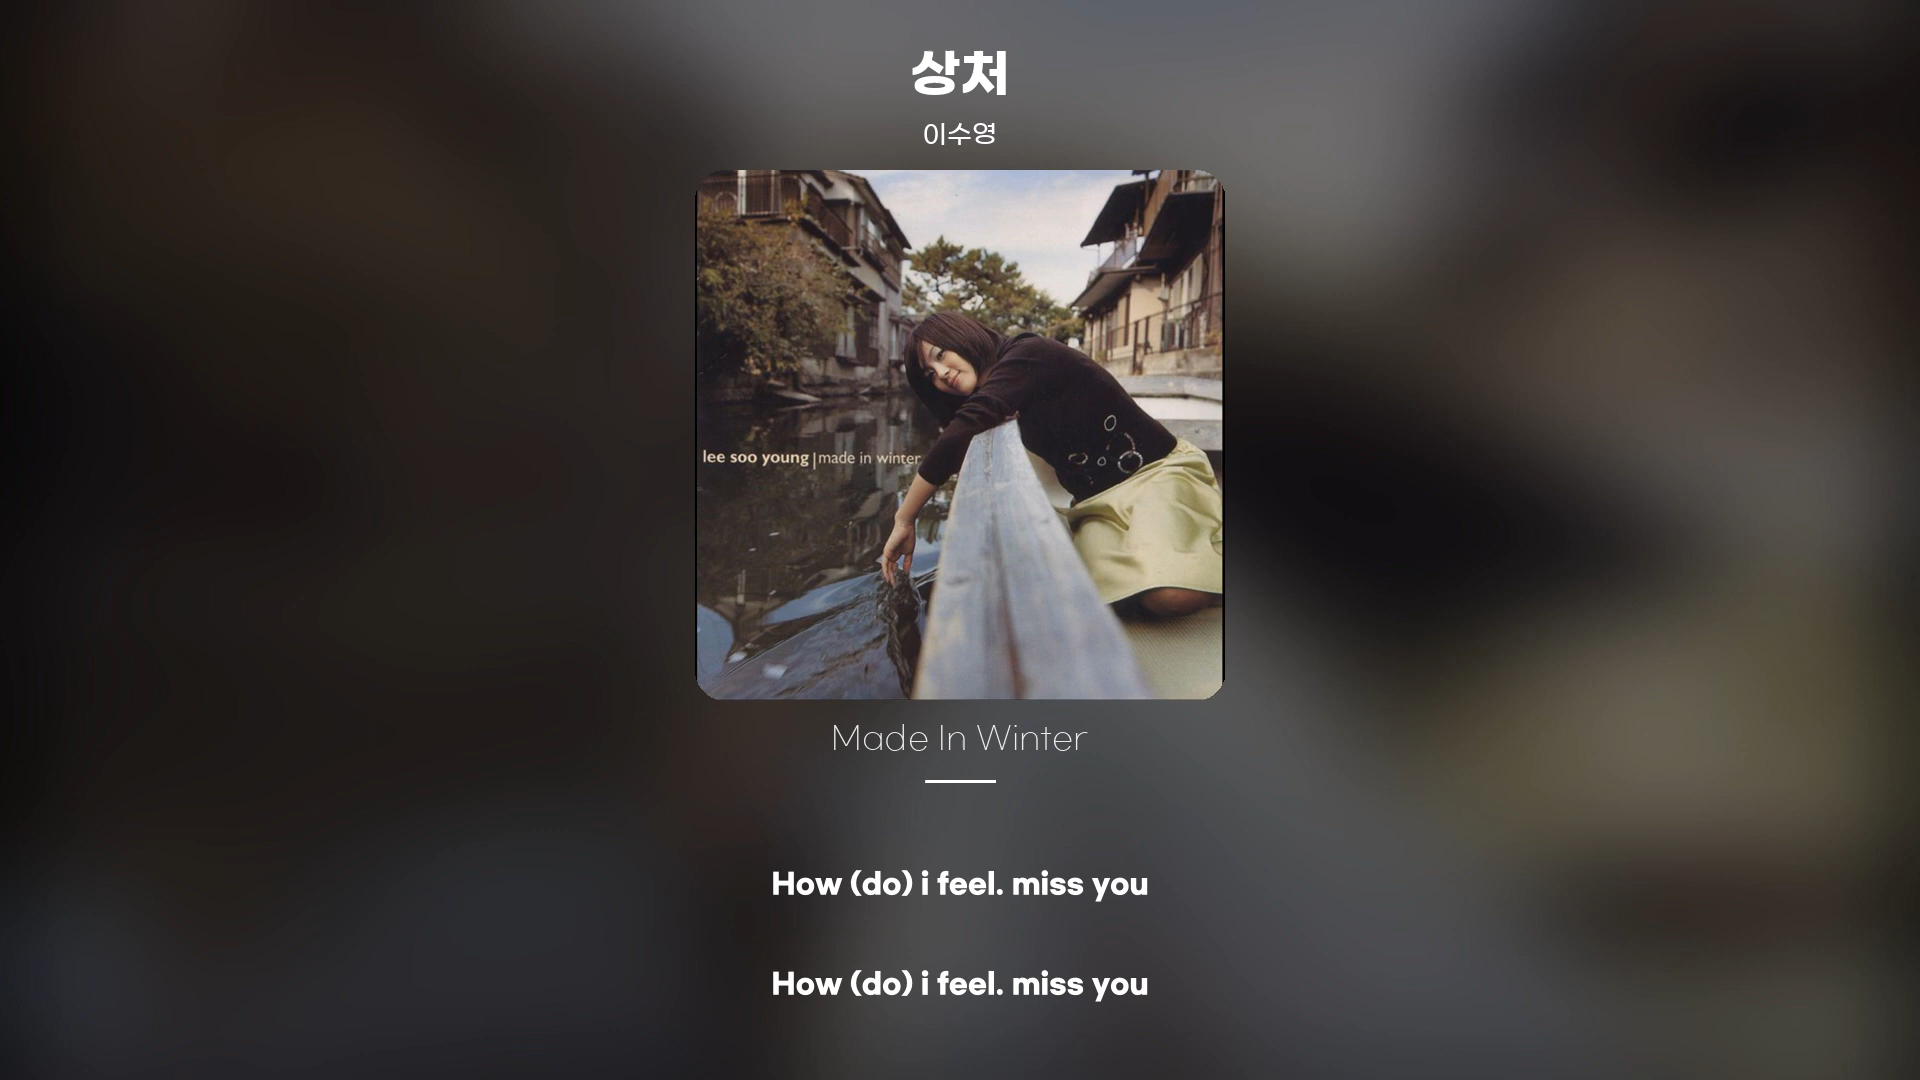 상처
이수영
lee soo young|made in winter
Made In Winter
How (do) i feel. miss you
How (do) i feel. miss you